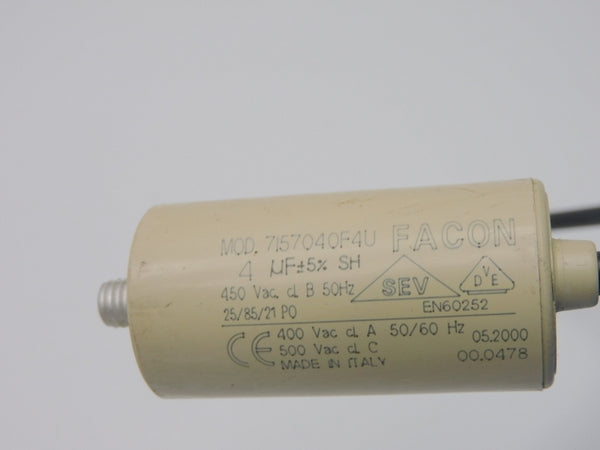 MOD. 7157040F4U FACON
4 µF±5% SH
450 Vac. cl. B 50Hz SEV DVE
25/85/21 PO EN60252
CE 400 Vac cl. A 50/60 Hz 05.2000
500 Vac cl. C 00.0478
MADE IN ITALY